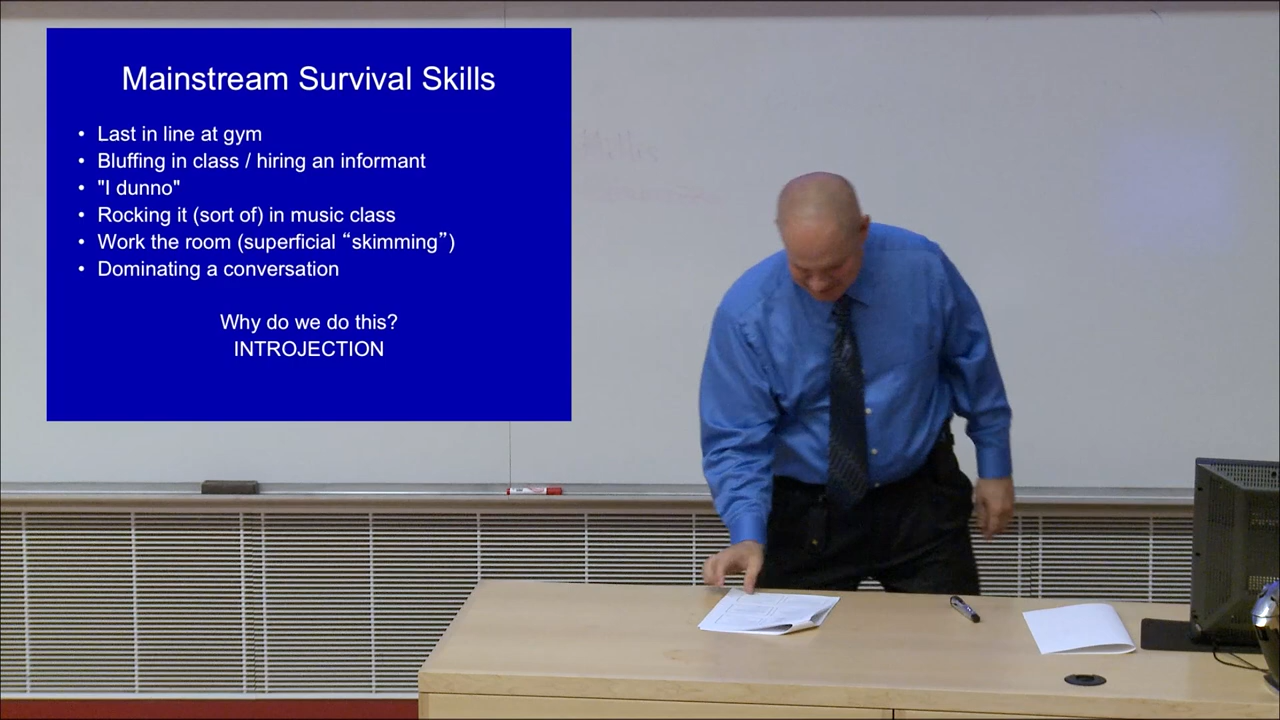 Mainstream Survival Skills
• Last in line at gym
• Bluffing in class / hiring an informant
• "I dunno"
• Rocking it (sort of) in music class
• Work the room (superficial “skimming”)
• Dominating a conversation
Why do we do this?
INTROJECTION